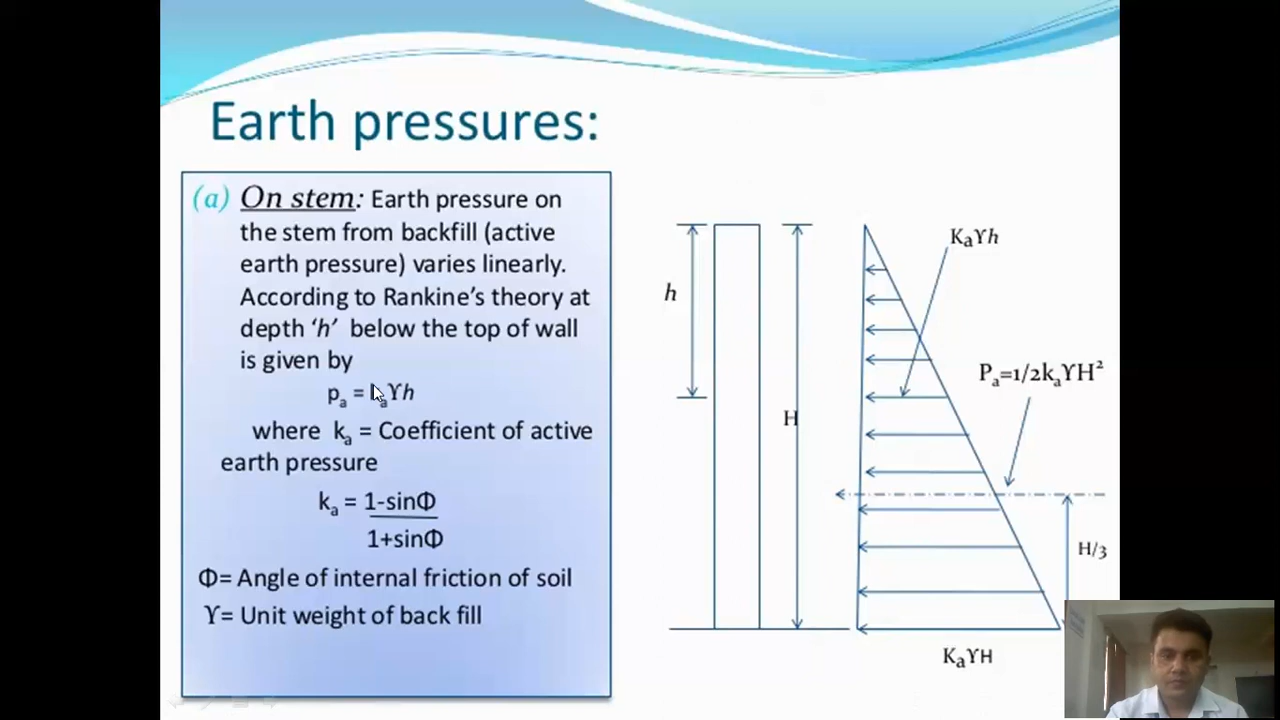 Earth pressures:
(a) On stem: Earth pressure on
the stem from backfill (active
earth pressure) varies linearly.
According to Rankine's theory at
depth 'h' below the top of wall
is given by
pₐ = kₐϒh
where kₐ = Coefficient of active
earth pressure
kₐ = 1-sinΦ
1+sinΦ
Φ= Angle of internal friction of soil
ϒ= Unit weight of back fill
h
H
Kₐϒh
Pₐ=1/2kₐϒH²
H/3
KₐϒH